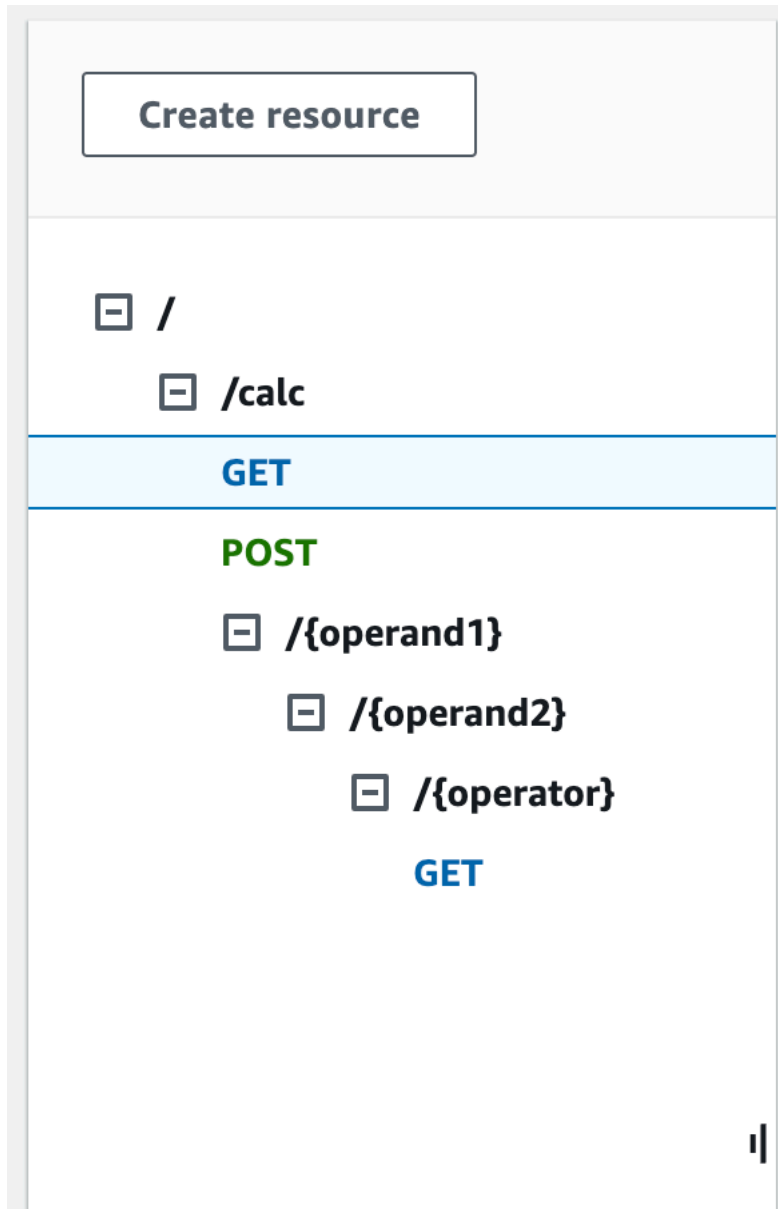 Create resource
/
/calc
GET
POST
/{operand1}
/{operand2}
/{operator}
GET